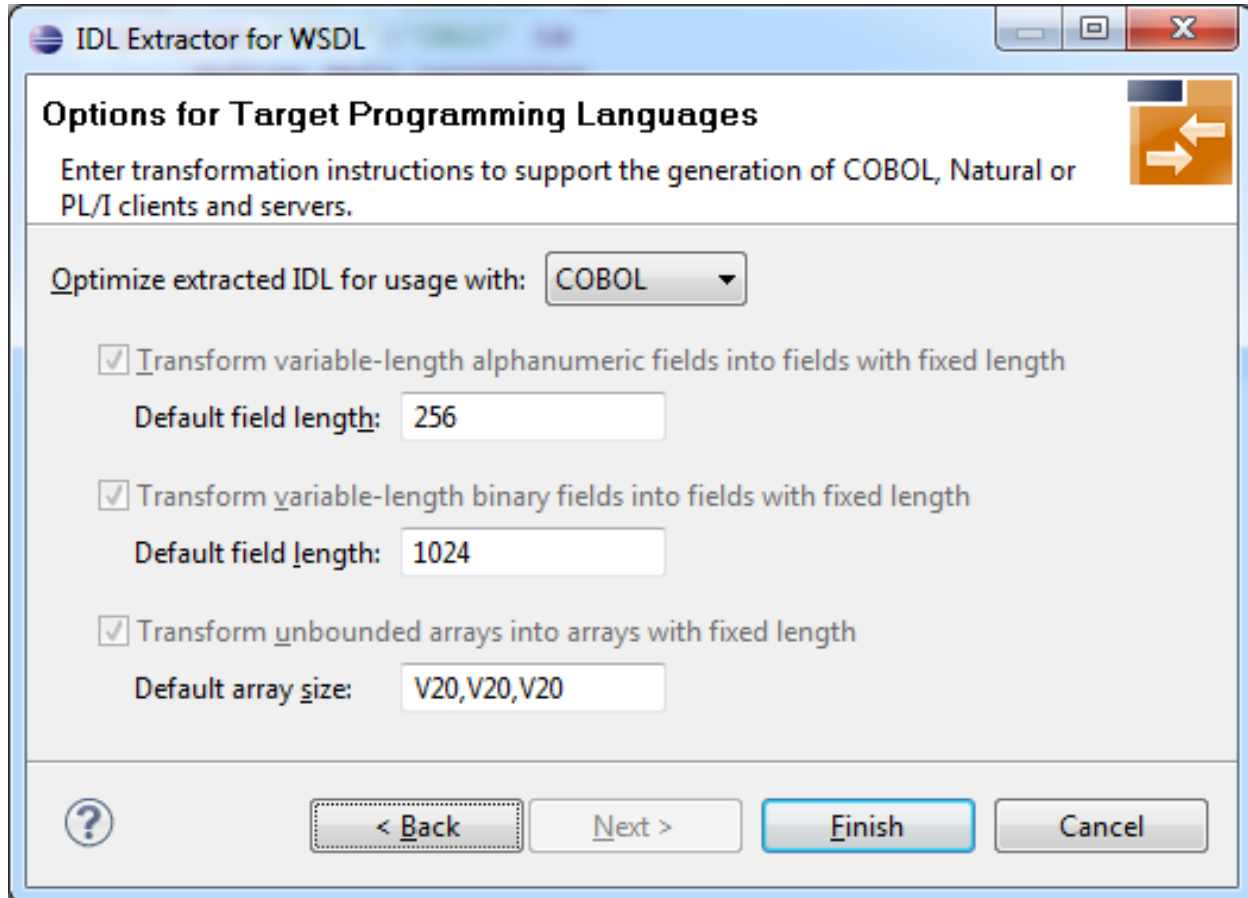 IDL Extractor for WSDL
Options for Target Programming Languages
Enter transformation instructions to support the generation of COBOL, Natural or
PL/I clients and servers.
Optimize extracted IDL for usage with: COBOL
Transform variable-length alphanumeric fields into fields with fixed length
Default field length: 256
Transform variable-length binary fields into fields with fixed length
Default field length: 1024
Transform unbounded arrays into arrays with fixed length
Default array size: V20,V20,V20
? < Back Next > Finish Cancel